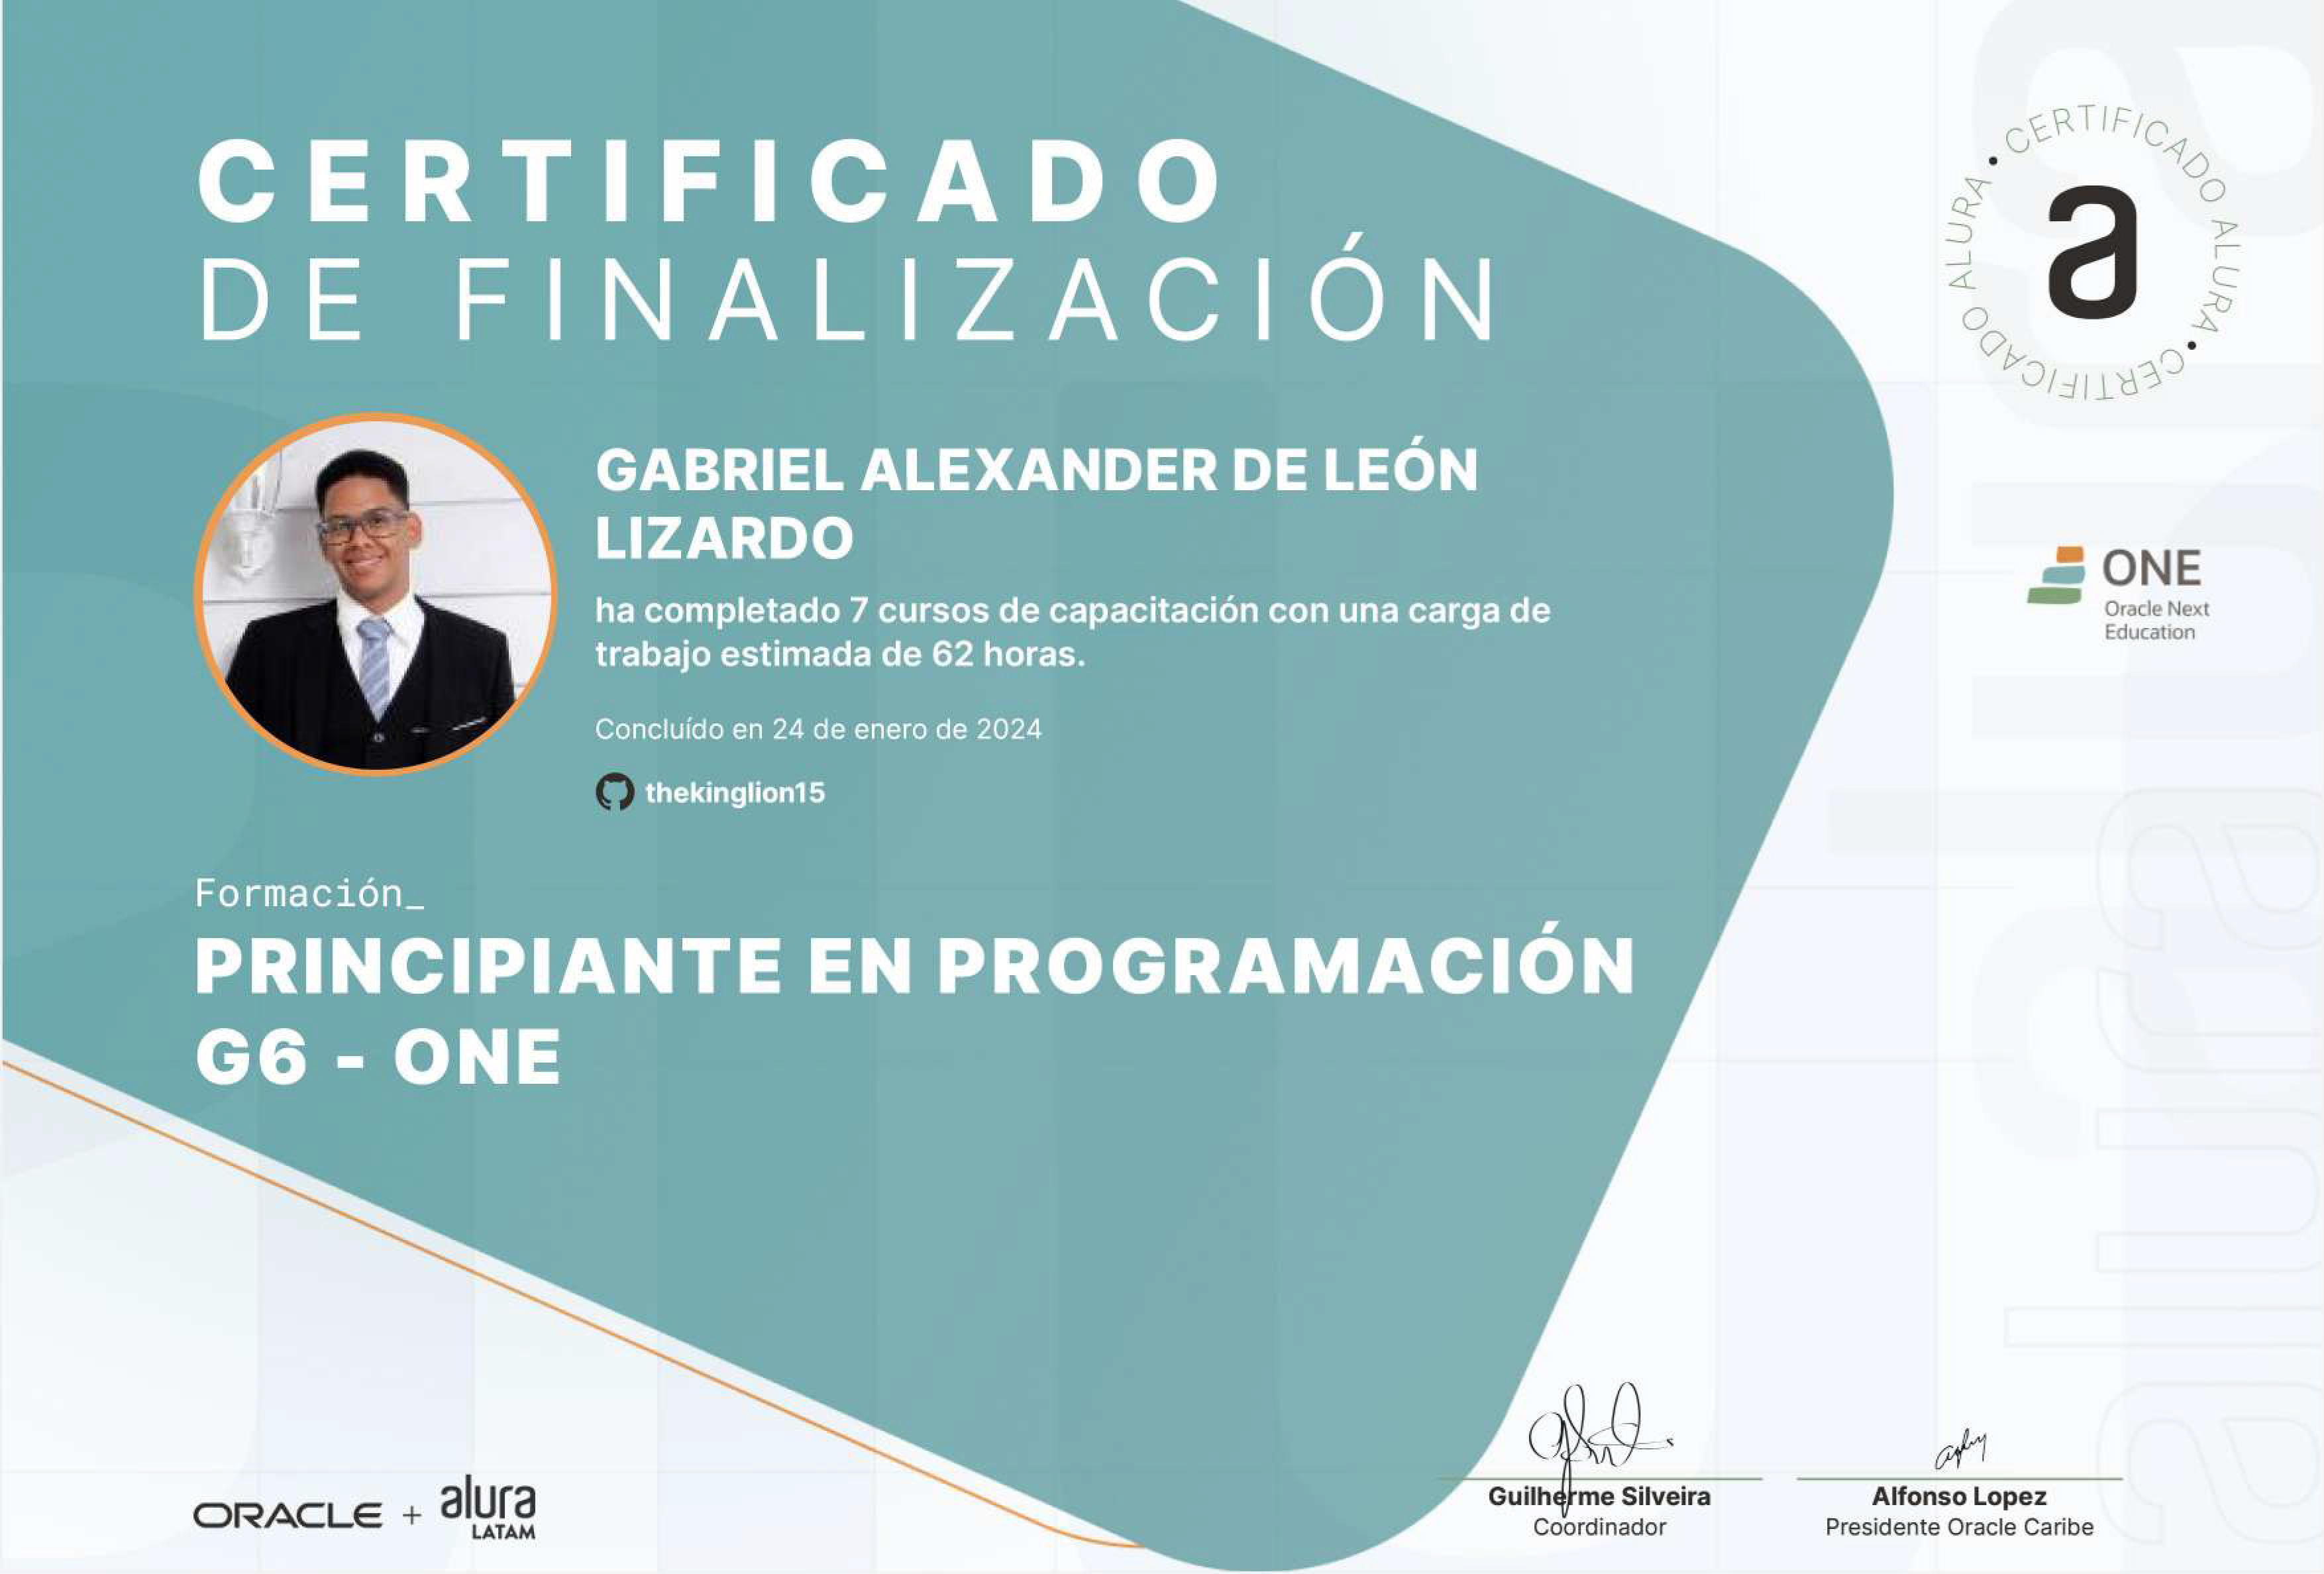 CERTIFICADO
DE FINALIZACIÓN
CERTIFICADO ALURA • CERTIFICADO ALURA •
a
GABRIEL ALEXANDER DE LEÓN
LIZARDO
ha completado 7 cursos de capacitación con una carga de
trabajo estimada de 62 horas.
Concluído en 24 de enero de 2024
thekinglion15
ONE
Oracle Next
Education
Formación_
PRINCIPIANTE EN PROGRAMACIÓN
G6 - ONE
ORACLE + alura
LATAM
Guilherme Silveira
Coordinador
Alfonso Lopez
Presidente Oracle Caribe
alura